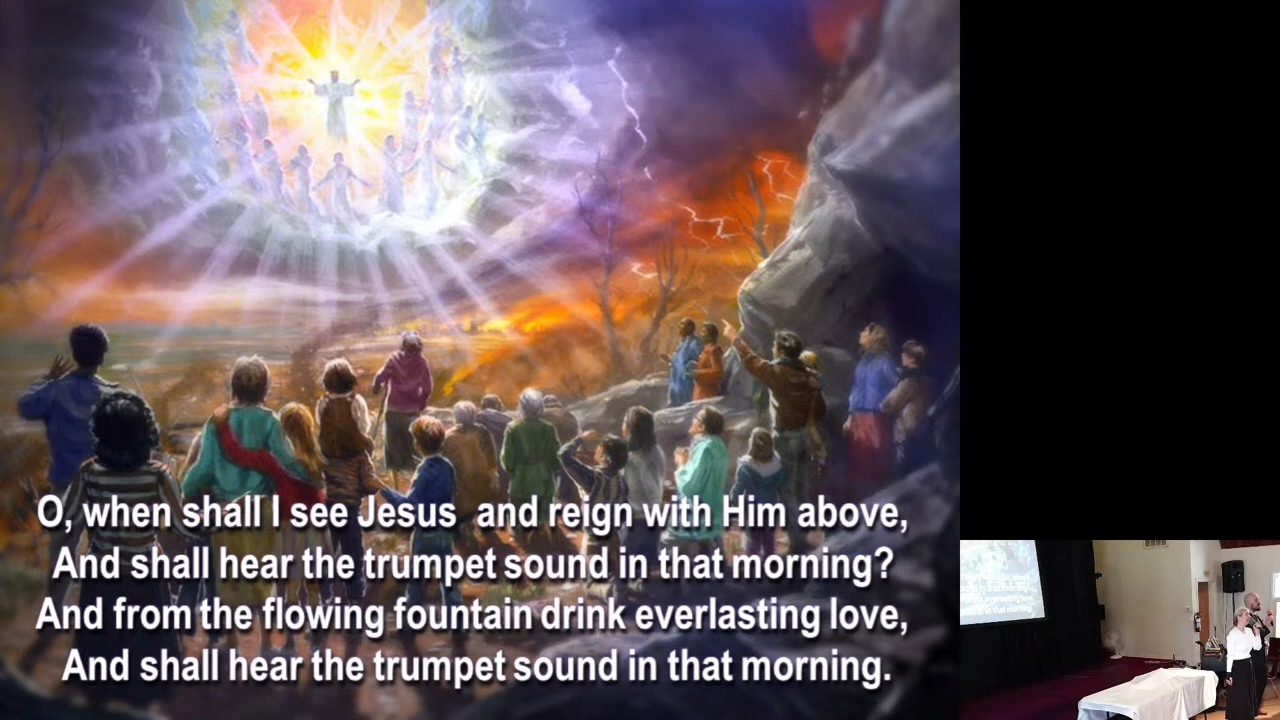 O, when shall I see Jesus and reign with Him above,
And shall hear the trumpet sound in that morning?
And from the flowing fountain drink everlasting love,
And shall hear the trumpet sound in that morning.